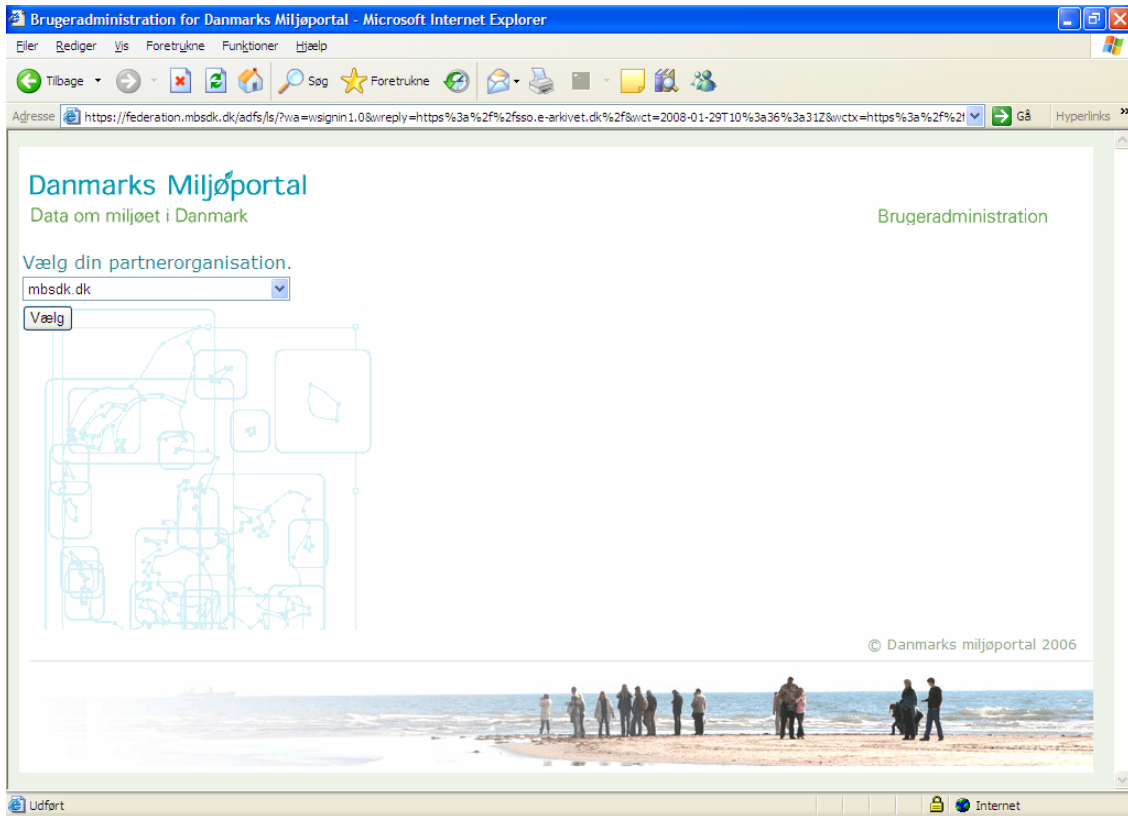 Brugeradministration for Danmarks Miljøportal - Microsoft Internet Explorer
Filer Rediger Vis Foretrukne Funktioner Hjælp
Tilbage Søg Foretrukne
Adresse https://federation.mbsdk.dk/adfs/ls/?wa=wsignin1.0&wreply=https%3a%2f%2fsso.e-arkivet.dk%2f&wct=2008-01-29T10%3a36%3a31Z&wctx=https%3a%2f%2f Gå Hyperlinks »
Danmarks Miljøportal
Data om miljøet i Danmark
Brugeradministration
Vælg din partnerorganisation.
mbsdk.dk
Vælg
© Danmarks miljøportal 2006
Udført Internet